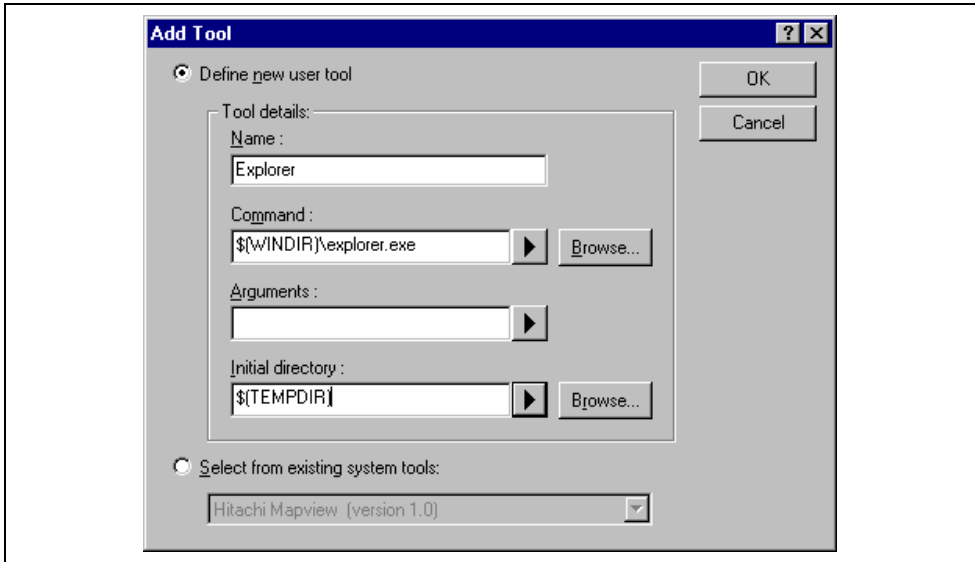 Add Tool
Define new user tool
OK
Tool details:
Cancel
Name :
Explorer
Command :
$(WINDIR)\explorer.exe
Browse...
Arguments :
Initial directory :
$(TEMPDIR)
Browse...
Select from existing system tools:
Hitachi Mapview (version 1.0)